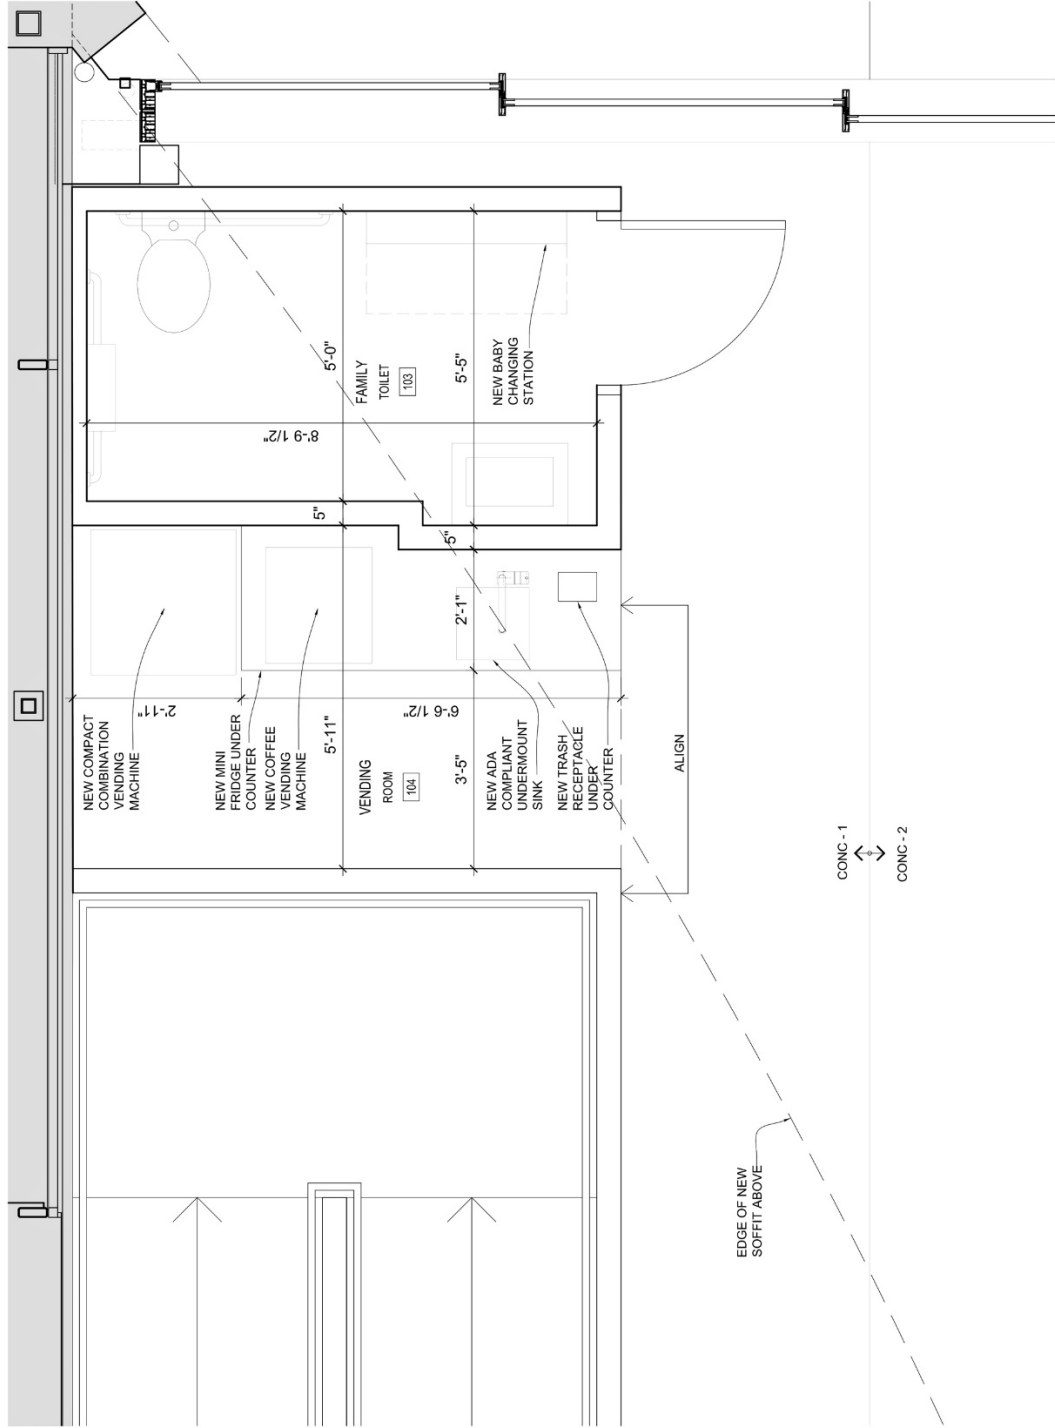 5'-0"
FAMILY
TOILET
103
5'-5"
NEW BABY
CHANGING
STATION
8'-9 1/2"
5"
5"
2'-1"
2'-11"
6'-6 1/2"
NEW COMPACT
COMBINATION
VENDING
MACHINE
NEW MINI
FRIDGE UNDER
COUNTER
NEW COFFEE
VENDING
MACHINE
5'-11"
VENDING
ROOM
104
3'-5"
NEW ADA
COMPLIANT
UNDERMOUNT
SINK
NEW TRASH
RECEPTACLE
UNDER
COUNTER
ALIGN
CONC - 1
CONC - 2
EDGE OF NEW
SOFFIT ABOVE